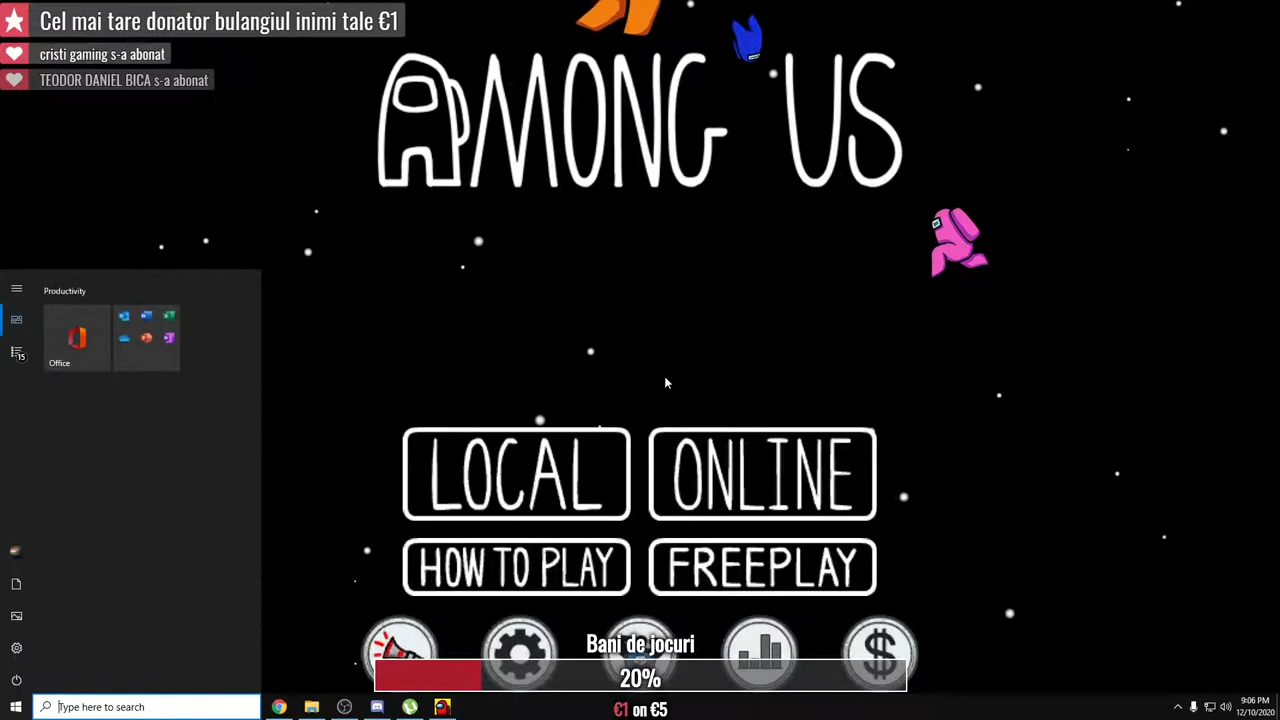 Cel mai tare donator bulangiul inimi tale €1
cristi gaming s-a abonat
TEODOR DANIEL BICA s-a abonat
AMONG US
Productivity
Office
15
LOCAL
ONLINE
HOW TO PLAY
FREEPLAY
Bani de jocuri
20%
€1 on €5
Type here to search
9:06 PM
12/10/2020